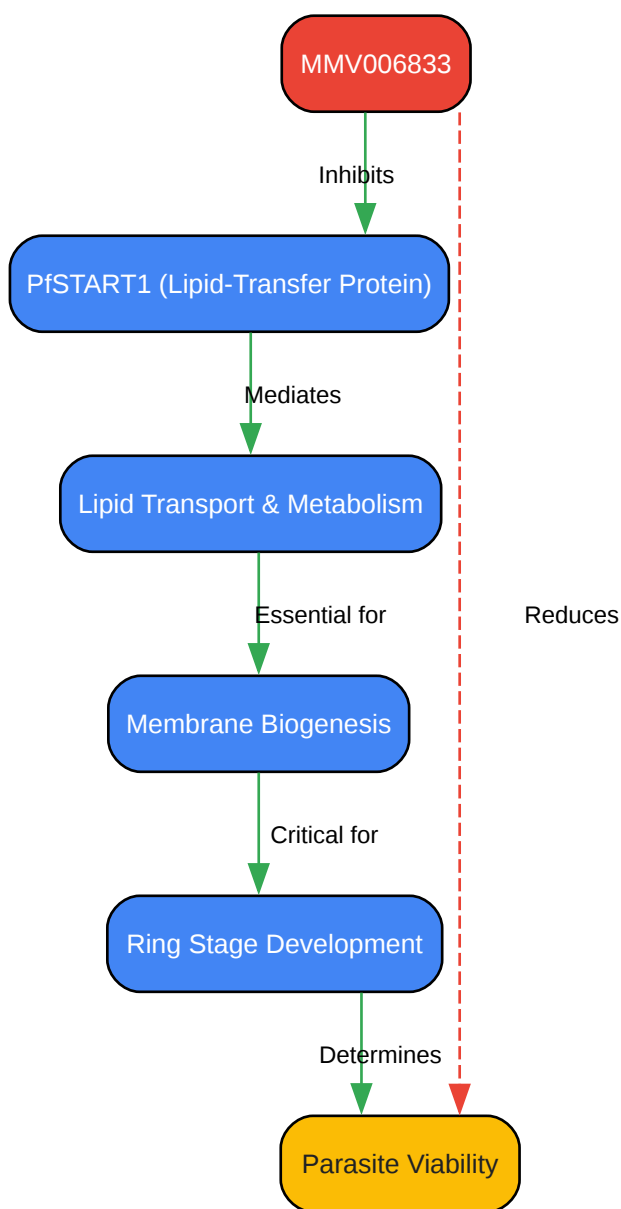 MMV006833
Inhibits
PfSTART1 (Lipid-Transfer Protein)
Mediates
Lipid Transport & Metabolism
Essential for
Reduces
Membrane Biogenesis
Critical for
Ring Stage Development
Determines
Parasite Viability